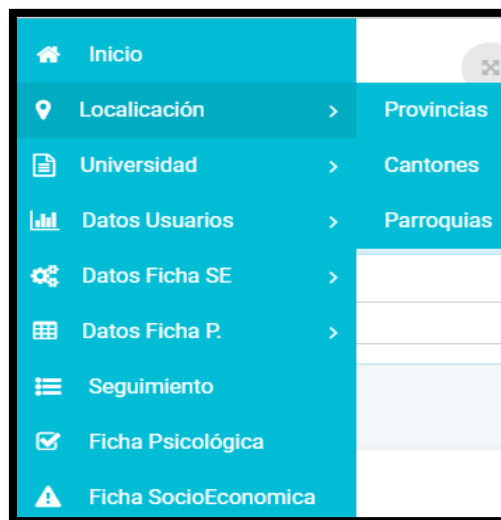 Inicio
Localicación
Provincias
Universidad
Cantones
Datos Usuarios
Parroquias
Datos Ficha SE
Datos Ficha P.
Seguimiento
Ficha Psicológica
Ficha SocioEconomica